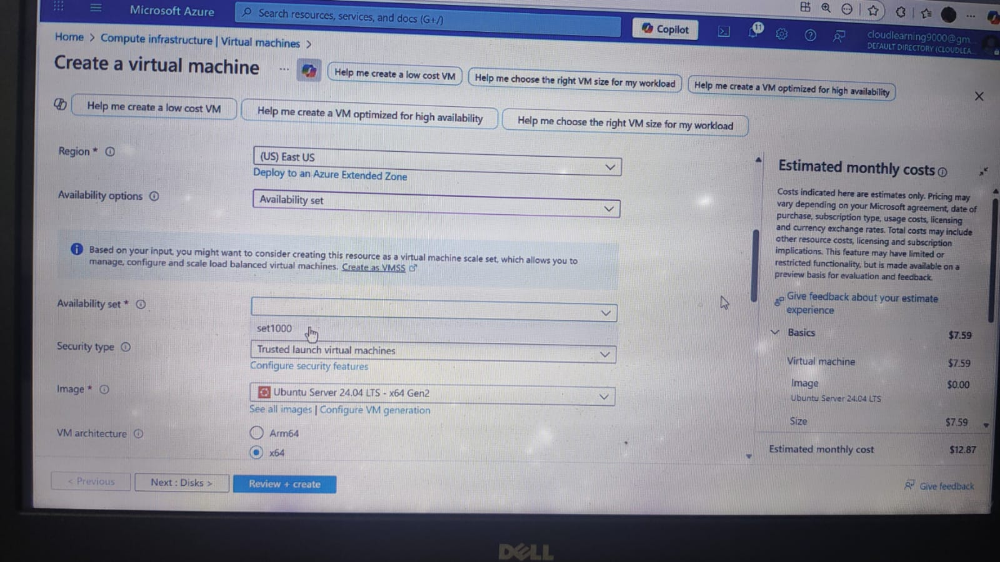 Microsoft Azure
Search resources, services, and docs (G+/)
Copilot
11
cloudlearning9000@gm...
DEFAULT DIRECTORY (CLOUDLEA...
Home > Compute infrastructure | Virtual machines >
Create a virtual machine ...
Help me create a low cost VM
Help me choose the right VM size for my workload
Help me create a VM optimized for high availability
Help me create a low cost VM
Help me create a VM optimized for high availability
Help me choose the right VM size for my workload
Region *
(US) East US
Deploy to an Azure Extended Zone
Availability options
Availability set
Based on your input, you might want to consider creating this resource as a virtual machine scale set, which allows you to
manage, configure and scale load balanced virtual machines. Create as VMSS
Availability set *
set1000
Security type
Trusted launch virtual machines
Configure security features
Image *
Ubuntu Server 24.04 LTS - x64 Gen2
See all images | Configure VM generation
VM architecture
Arm64
x64
Estimated monthly costs
Costs indicated here are estimates only. Pricing may
vary depending on your Microsoft agreement, date of
purchase, subscription type, usage costs, licensing
and currency exchange rates. Total costs may include
other resource costs, licensing and subscription
implications. This feature may have limited or
restricted functionality, but is made available on a
preview basis for evaluation and feedback.
Give feedback about your estimate
experience
Basics $7.59
Virtual machine $7.59
Image $0.00
Ubuntu Server 24.04 LTS
Size $7.59
Estimated monthly cost $12.87
< Previous
Next : Disks >
Review + create
Give feedback
DELL